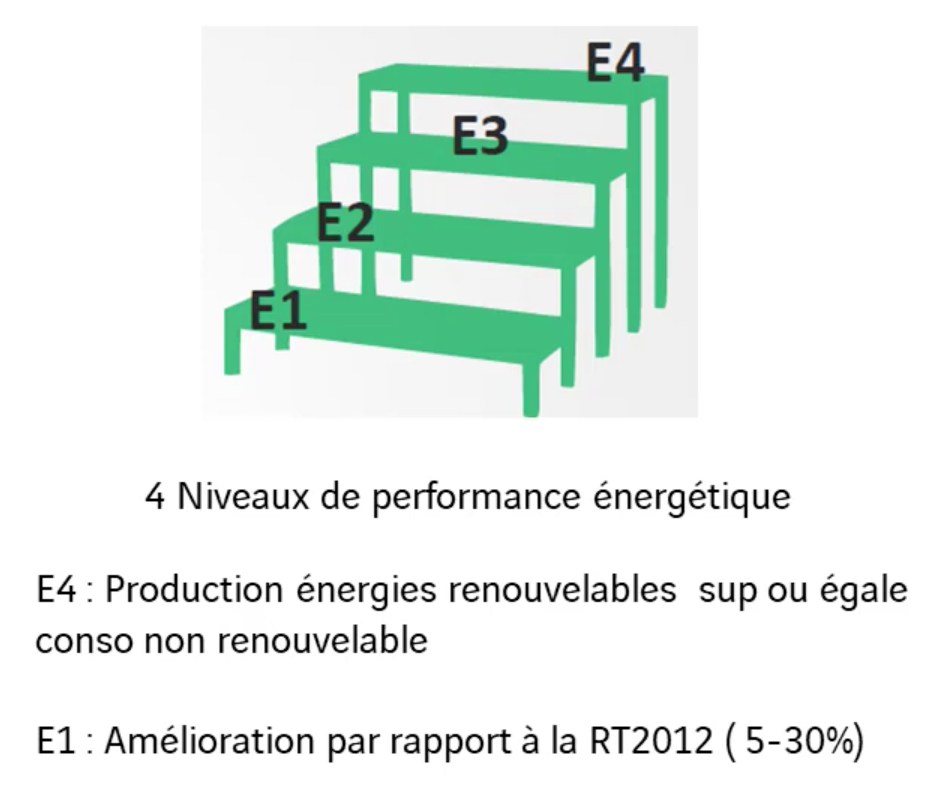 E4
E3
E2
E1
4 Niveaux de performance énergétique
E4 : Production énergies renouvelables sup ou égale
conso non renouvelable
E1 : Amélioration par rapport à la RT2012 ( 5-30%)